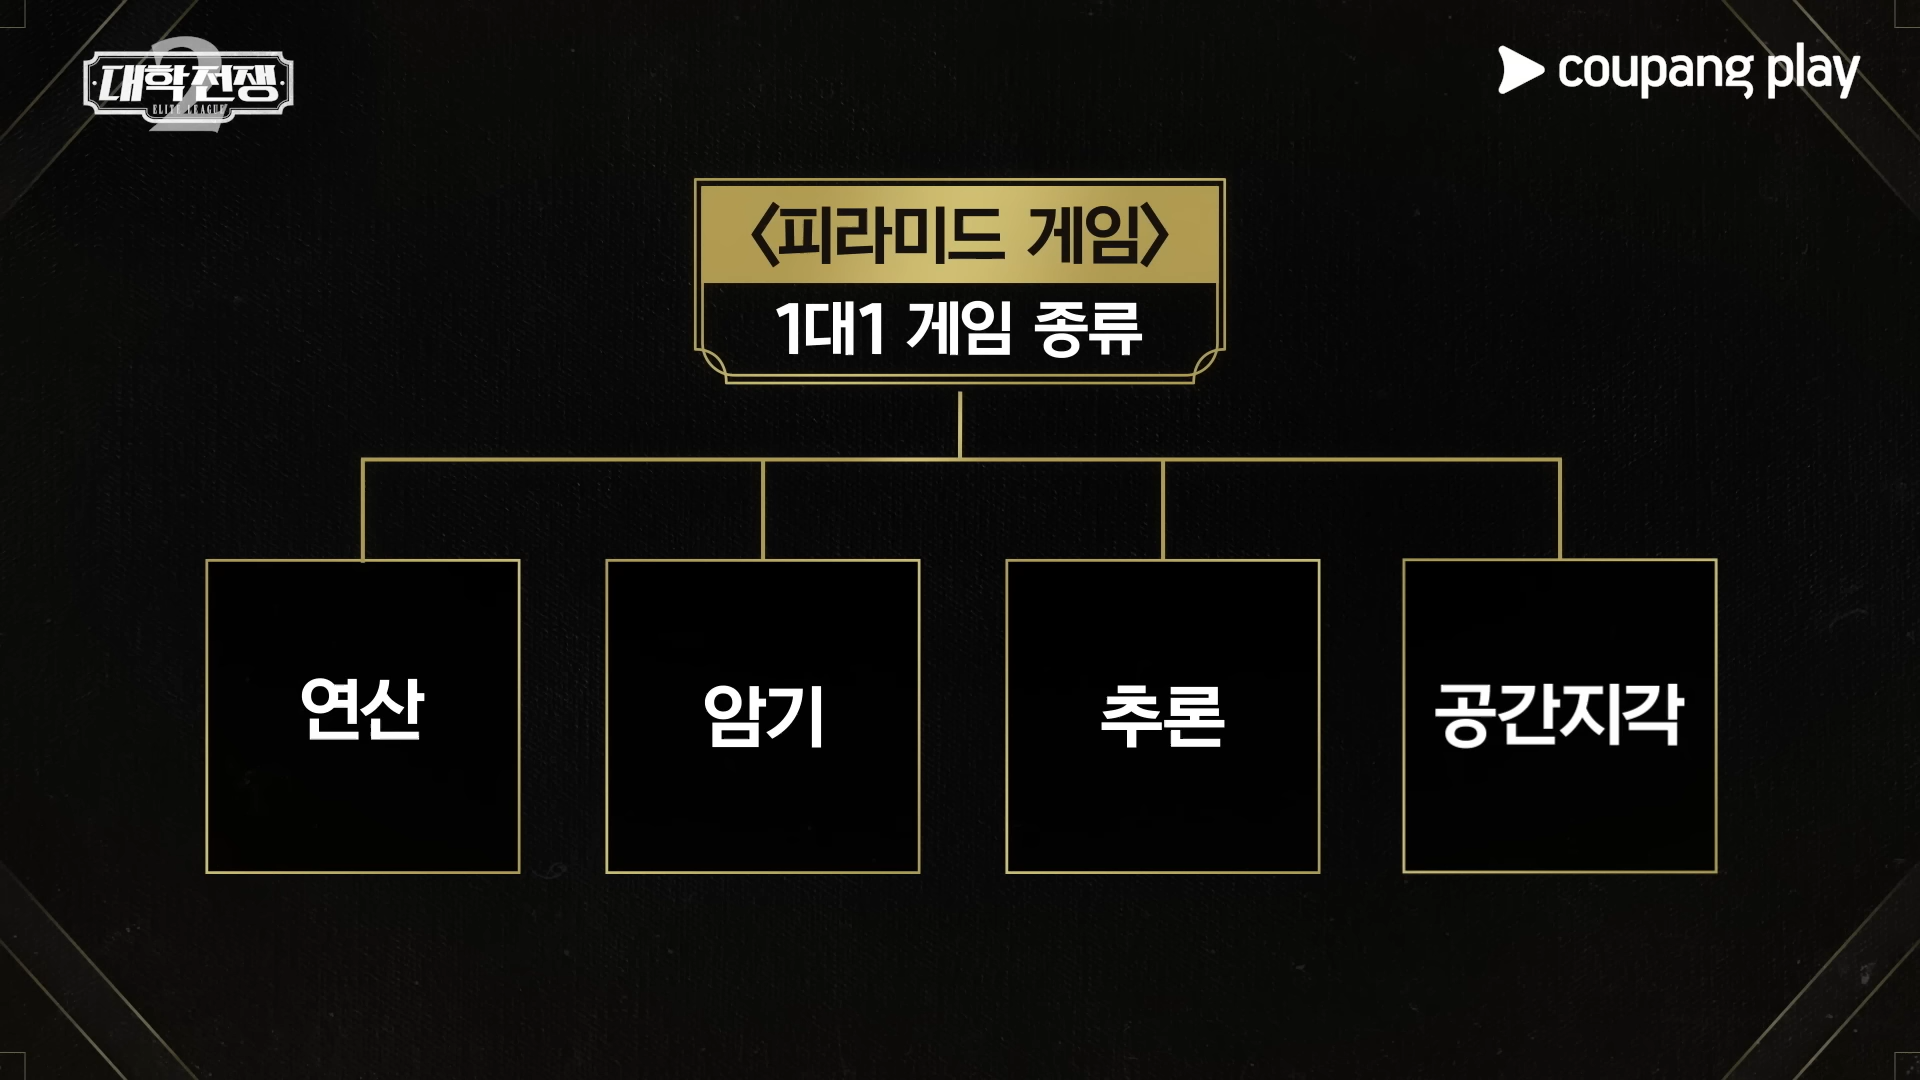 2
대학전쟁
ELITE LEAGUE
coupang play
〈피라미드 게임〉
1대1 게임 종류
연산
암기
추론
공간지각